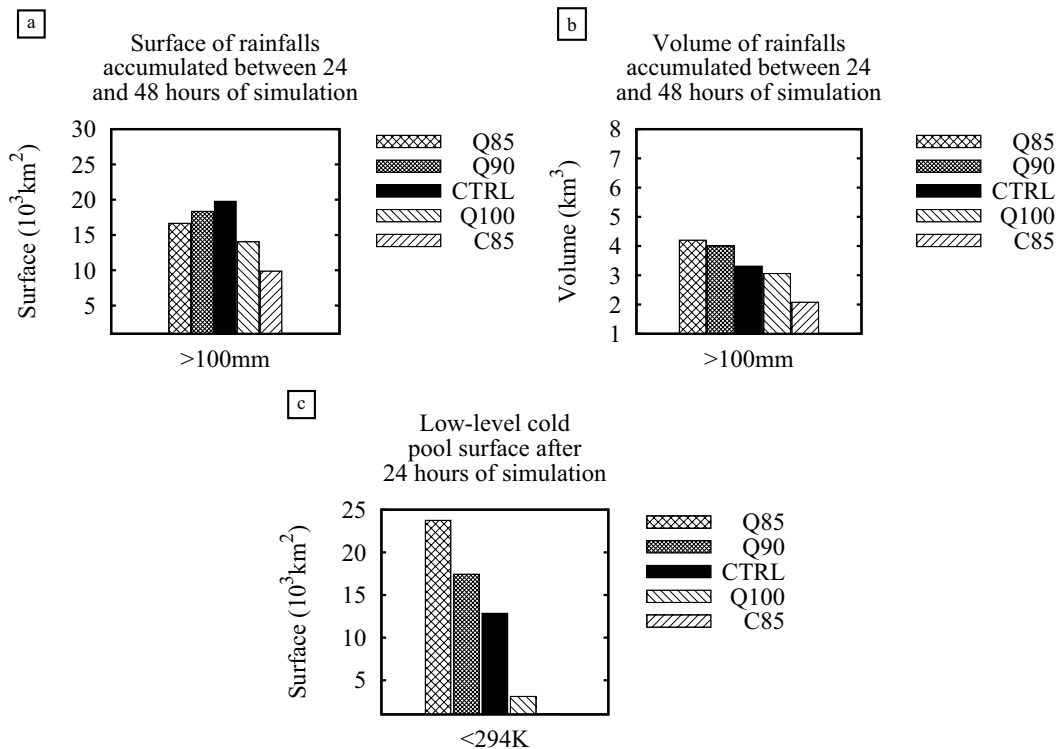 a
Surface of rainfalls
accumulated between 24
and 48 hours of simulation
30
25
20
15
10
5
Surface (10³km²)
>100mm
Q85
Q90
CTRL
Q100
C85
b
Volume of rainfalls
accumulated between 24
and 48 hours of simulation
8
7
6
5
4
3
2
1
Volume (km³)
>100mm
Q85
Q90
CTRL
Q100
C85
c
Low-level cold
pool surface after
24 hours of simulation
25
20
15
10
5
Surface (10³km²)
<294K
Q85
Q90
CTRL
Q100
C85